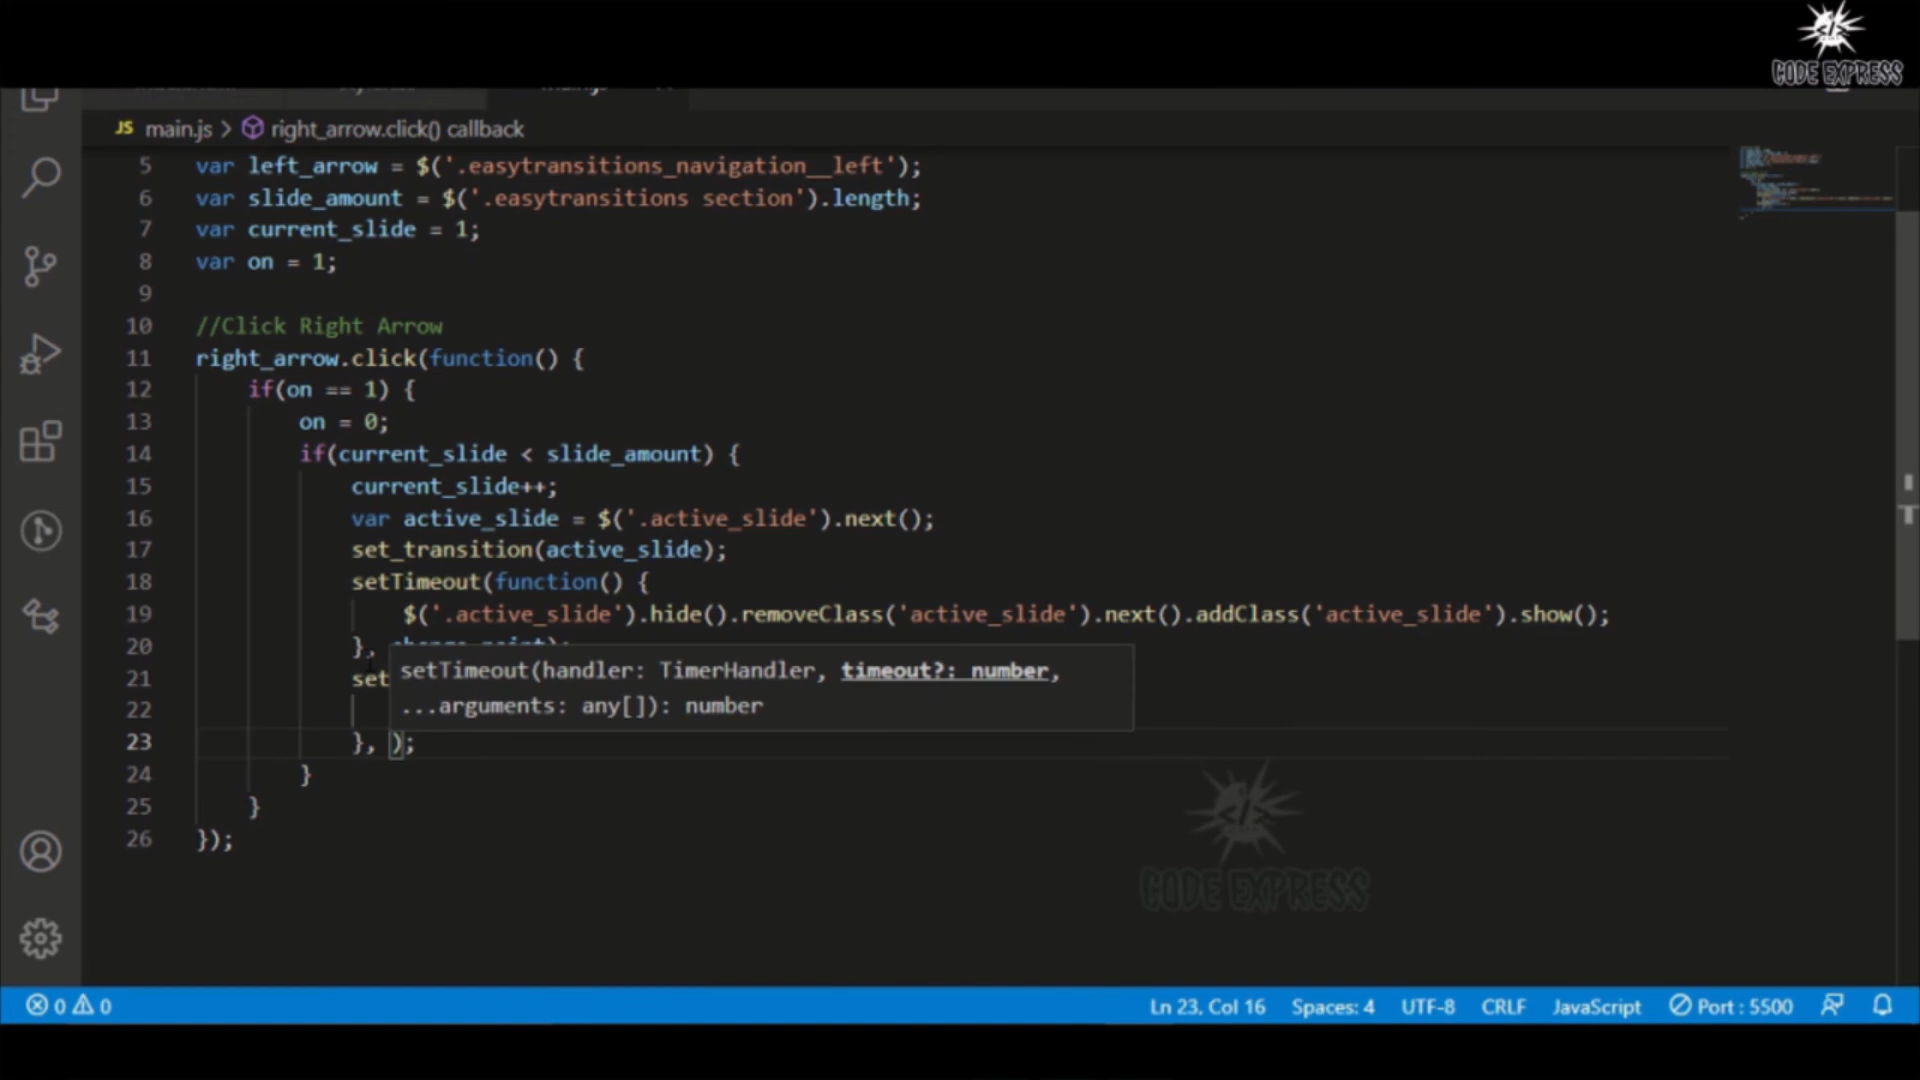 CODE EXPRESS
JS main.js > right_arrow.click() callback
5 var left_arrow = $('.easytransitions_navigation__left');
6 var slide_amount = $('.easytransitions section').length;
7 var current_slide = 1;
8 var on = 1;
9
10 //Click Right Arrow
11 right_arrow.click(function() {
12 if(on == 1) {
13 on = 0;
14 if(current_slide < slide_amount) {
15 current_slide++;
16 var active_slide = $('.active_slide').next();
17 set_transition(active_slide);
18 setTimeout(function() {
19 $('.active_slide').hide().removeClass('active_slide').next().addClass('active_slide').show();
20 },
setTimeout(handler: TimerHandler, timeout?: number,
21 set
...arguments: any[]): number
22
23 }, );
24 }
25 }
26 });
CODE EXPRESS
0 0
Ln 23, Col 16 Spaces: 4 UTF-8 CRLF JavaScript Port : 5500